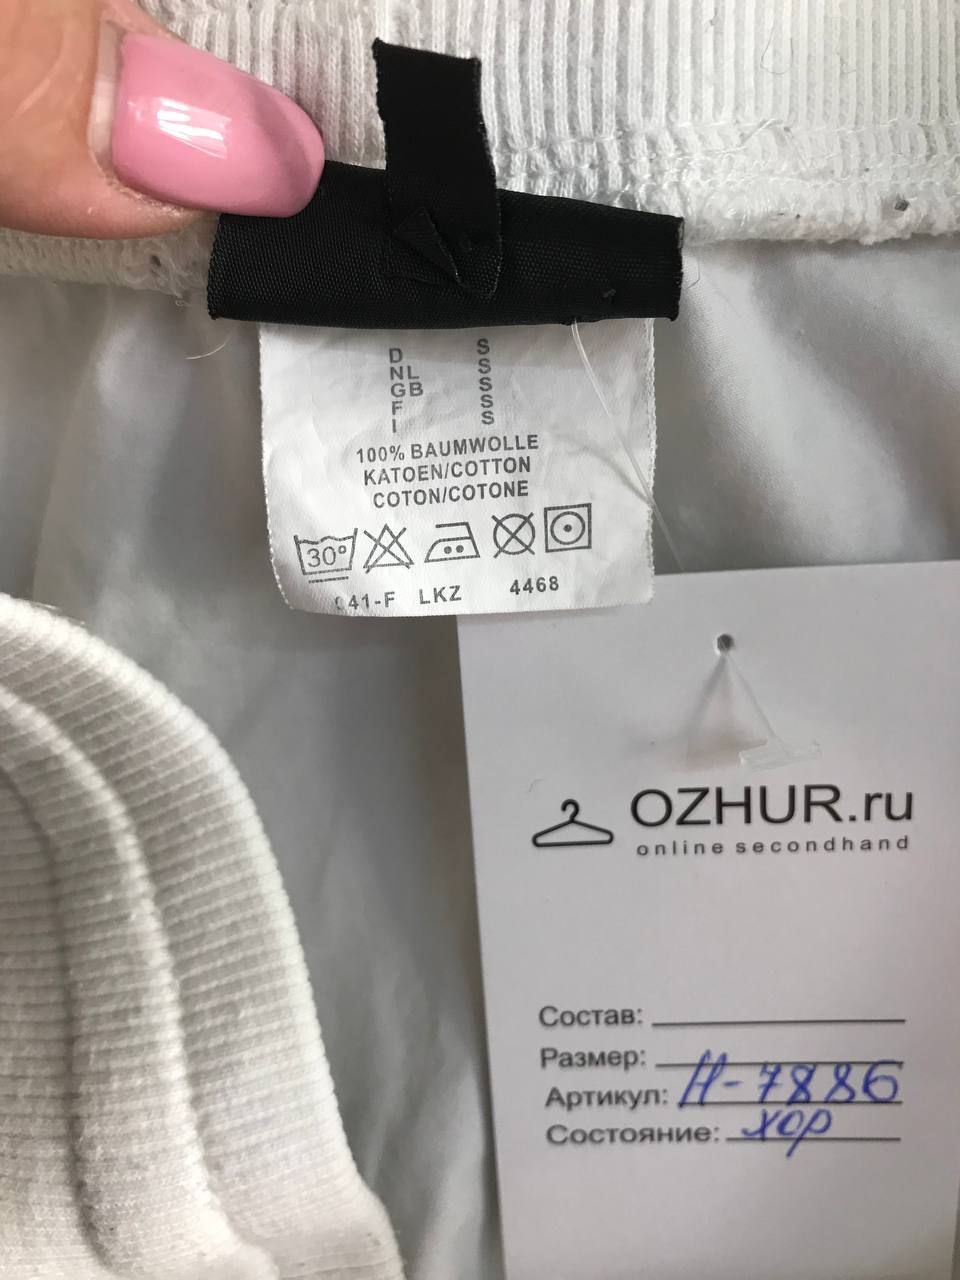 D S
NL S
GB S
F S
I S
100% BAUMWOLLE
KATOEN/COTTON
COTON/COTONE
30°
041-F LKZ 4468
OZHUR.ru
online secondhand
Состав:
Размер:
Артикул: Н-7886
Состояние: хор